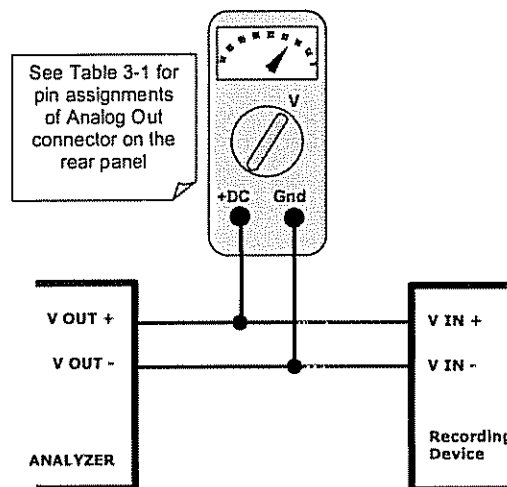 See Table 3-1 for
pin assignments
of Analog Out
connector on the
rear panel
V
+DC Gnd
V OUT +
V OUT -
ANALYZER
V IN +
V IN -
Recording
Device